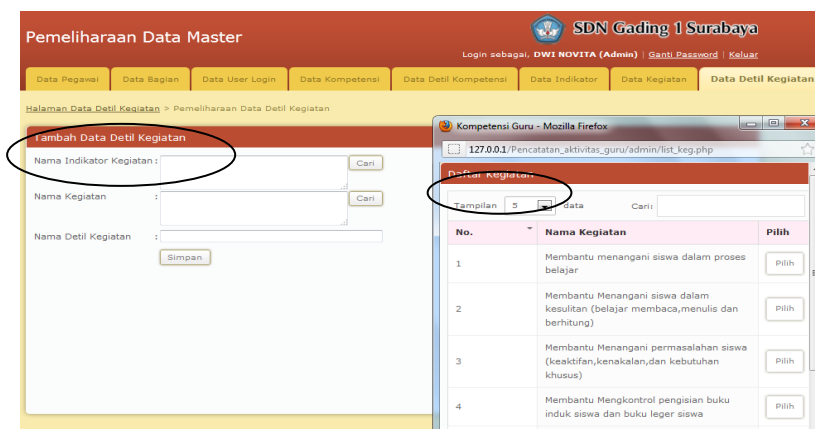 Pemeliharaan Data Master
SDN Gading 1 Surabaya
Login sebagai, DWI NOVITA (Admin) | Ganti Password | Keluar
Data Pegawai Data Bagian Data User Login Data Kompetensi Data Detil Kompetensi Data Indikator Data Kegiatan Data Detil Kegiatan
Halaman Data Detil Kegiatan > Pemeliharaan Data Detil Kegiatan
Tambah Data Detil Kegiatan
Nama Indikator Kegiatan :
Cari
Nama Kegiatan :
Cari
Nama Detil Kegiatan :
Simpan
Kompetensi Guru - Mozilla Firefox
127.0.0.1/Pencatatan_aktivitas_guru/admin/list_keg.php
Daftar Kegiatan
Tampilan 5 data Cari:
No. Nama Kegiatan Pilih
1 Membantu menangani siswa dalam proses
belajar
Pilih
2 Membantu Menangani siswa dalam
kesulitan (belajar membaca,menulis dan
berhitung)
Pilih
3 Membantu Menangani permasalahan siswa
(keaktifan,kenakalan,dan kebutuhan
khusus)
Pilih
4 Membantu Mengkontrol pengisian buku
induk siswa dan buku leger siswa
Pilih